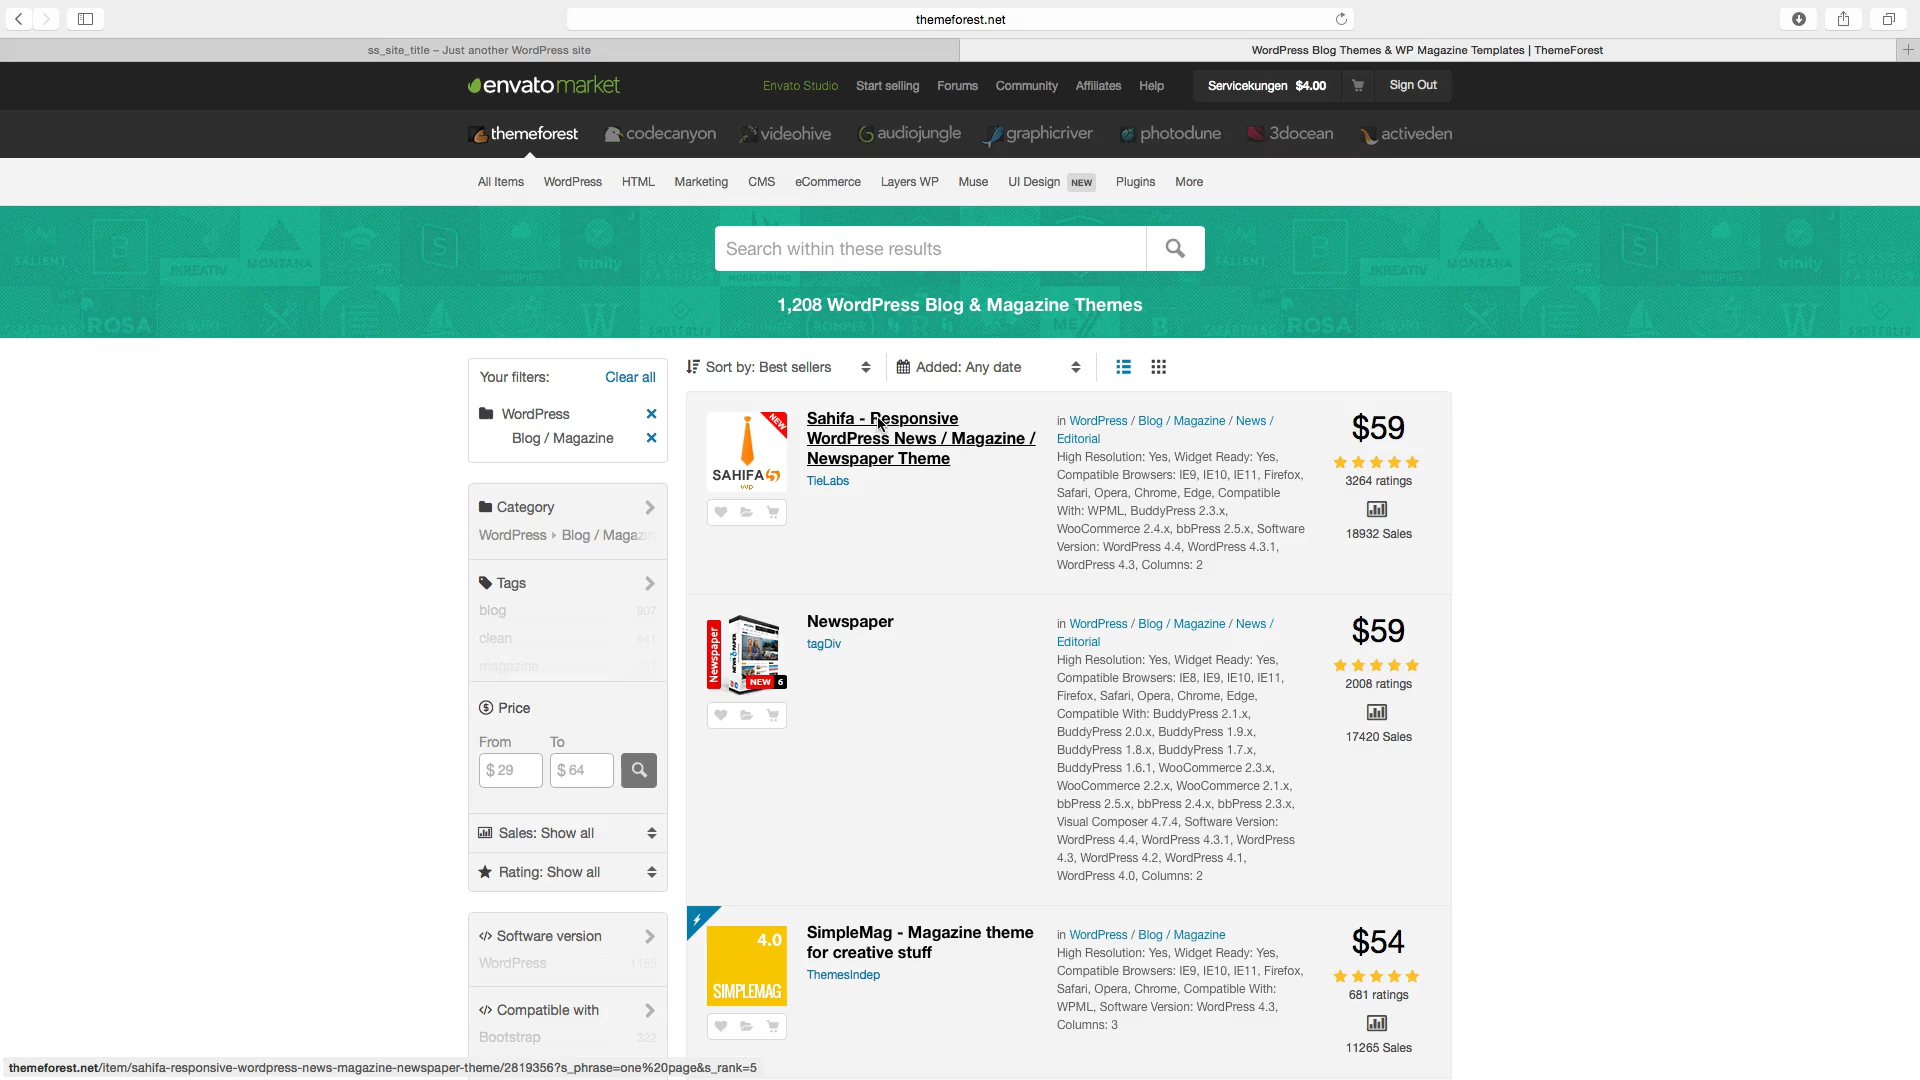 themeforest.net
ss_site_title – Just another WordPress site
WordPress Blog Themes & WP Magazine Templates | ThemeForest
envatomarket
Envato Studio
Start selling
Forums
Community
Affiliates
Help
Servicekungen $4.00
Sign Out
themeforest
codecanyon
videohive
audiojungle
graphicriver
photodune
3docean
activeden
All Items
WordPress
HTML
Marketing
CMS
eCommerce
Layers WP
Muse
UI Design NEW
Plugins
More
Search within these results
1,208 WordPress Blog & Magazine Themes
Your filters:
Clear all
WordPress
Blog / Magazine
Category
WordPress
Blog / Magazin
Tags
blog 907
clean 641
magazine
Price
From
To
$ 29
$ 64
Sales: Show all
Rating: Show all
Software version
WordPress 1186
Compatible with
Bootstrap 322
Sort by: Best sellers
Added: Any date
NEW
SAHIFA 5
wp
Sahifa - Responsive
WordPress News / Magazine /
Newspaper Theme
TieLabs
in WordPress / Blog / Magazine / News /
Editorial
High Resolution: Yes, Widget Ready: Yes,
Compatible Browsers: IE9, IE10, IE11, Firefox,
Safari, Opera, Chrome, Edge, Compatible
With: WPML, BuddyPress 2.3.x,
WooCommerce 2.4.x, bbPress 2.5.x, Software
Version: WordPress 4.4, WordPress 4.3.1,
WordPress 4.3, Columns: 2
$59
3264 ratings
18932 Sales
Newspaper
NEW 6
Newspaper
tagDiv
in WordPress / Blog / Magazine / News /
Editorial
High Resolution: Yes, Widget Ready: Yes,
Compatible Browsers: IE8, IE9, IE10, IE11,
Firefox, Safari, Opera, Chrome, Edge,
Compatible With: BuddyPress 2.1.x,
BuddyPress 2.0.x, BuddyPress 1.9.x,
BuddyPress 1.8.x, BuddyPress 1.7.x,
BuddyPress 1.6.1, WooCommerce 2.3.x,
WooCommerce 2.2.x, WooCommerce 2.1.x,
bbPress 2.5.x, bbPress 2.4.x, bbPress 2.3.x,
Visual Composer 4.7.4, Software Version:
WordPress 4.4, WordPress 4.3.1, WordPress
4.3, WordPress 4.2, WordPress 4.1,
WordPress 4.0, Columns: 2
$59
2008 ratings
17420 Sales
4.0
SIMPLEMAG
SimpleMag - Magazine theme
for creative stuff
ThemesIndep
in WordPress / Blog / Magazine
High Resolution: Yes, Widget Ready: Yes,
Compatible Browsers: IE9, IE10, IE11, Firefox,
Safari, Opera, Chrome, Compatible With:
WPML, Software Version: WordPress 4.3,
Columns: 3
$54
681 ratings
11265 Sales
themeforest.net/item/sahifa-responsive-wordpress-news-magazine-newspaper-theme/2819356?s_phrase=one%20page&s_rank=5